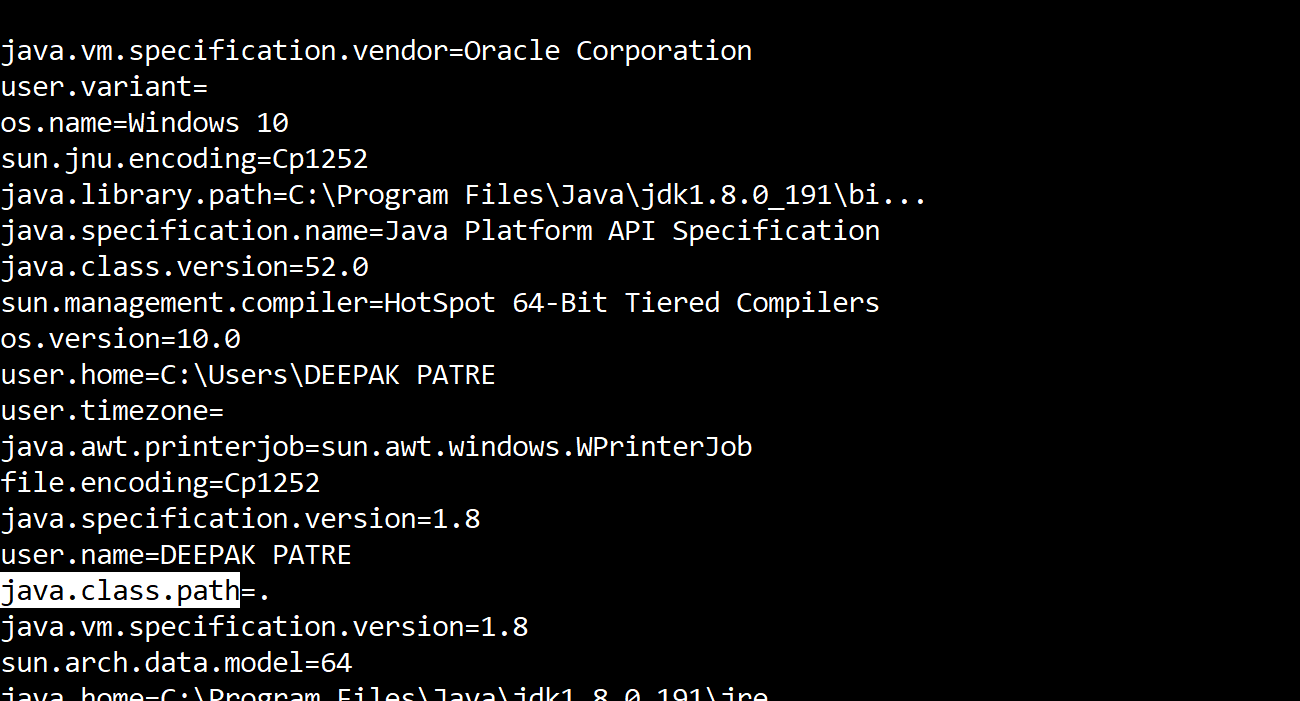 java.vm.specification.vendor=Oracle Corporation
user.variant=
os.name=Windows 10
sun.jnu.encoding=Cp1252
java.library.path=C:\Program Files\Java\jdk1.8.0_191\bi...
java.specification.name=Java Platform API Specification
java.class.version=52.0
sun.management.compiler=HotSpot 64-Bit Tiered Compilers
os.version=10.0
user.home=C:\Users\DEEPAK PATRE
user.timezone=
java.awt.printerjob=sun.awt.windows.WPrinterJob
file.encoding=Cp1252
java.specification.version=1.8
user.name=DEEPAK PATRE
java.class.path=.
java.vm.specification.version=1.8
sun.arch.data.model=64
java.home=C:\Program Files\Java\jdk1.8.0_191\jre